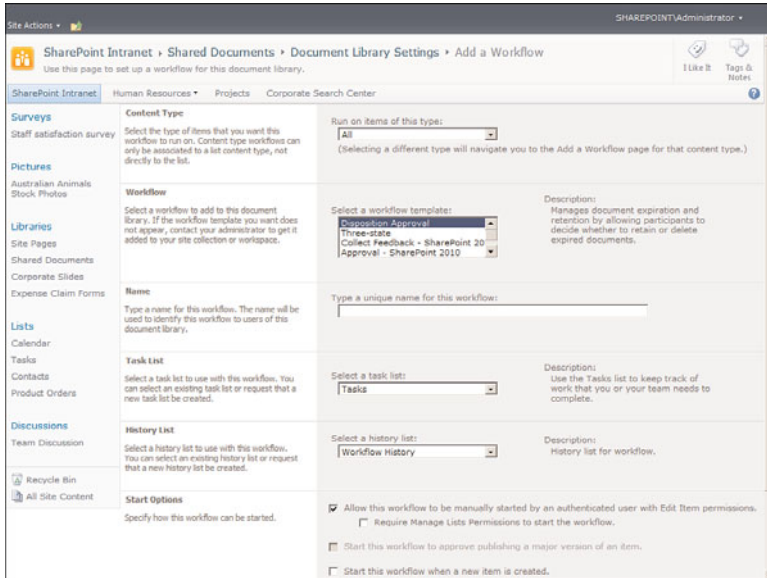 Site Actions
SHAREPOINT\Administrator
SharePoint Intranet › Shared Documents › Document Library Settings › Add a Workflow
Use this page to set up a workflow for this document library.
I Like It
Tags &
Notes
SharePoint Intranet
Human Resources
Projects
Corporate Search Center
Surveys
Staff satisfaction survey
Pictures
Australian Animals
Stock Photos
Libraries
Site Pages
Shared Documents
Corporate Slides
Expense Claim Forms
Lists
Calendar
Tasks
Contacts
Product Orders
Discussions
Team Discussion
Recycle Bin
All Site Content
Content Type
Select the type of items that you want this
workflow to run on. Content type workflows can
only be associated to a list content type, not
directly to the list.
Run on items of this type:
All
(Selecting a different type will navigate you to the Add a Workflow page for that content type.)
Workflow
Select a workflow to add to this document
library. If the workflow template you want does
not appear, contact your administrator to get it
added to your site collection or workspace.
Select a workflow template:
Disposition Approval
Three-state
Collect Feedback - SharePoint 20
Approval - SharePoint 2010
Description:
Manages document expiration and
retention by allowing participants to
decide whether to retain or delete
expired documents.
Name
Type a name for this workflow. The name will be
used to identify this workflow to users of this
document library.
Type a unique name for this workflow:
Task List
Select a task list to use with this workflow. You
can select an existing task list or request that a
new task list be created.
Select a task list:
Tasks
Description:
Use the Tasks list to keep track of
work that you or your team needs to
complete.
History List
Select a history list to use with this workflow.
You can select an existing history list or request
that a new history list be created.
Select a history list:
Workflow History
Description:
History list for workflow.
Start Options
Specify how this workflow can be started.
Allow this workflow to be manually started by an authenticated user with Edit Item permissions.
Require Manage Lists Permissions to start the workflow.
Start this workflow to approve publishing a major version of an item.
Start this workflow when a new item is created.